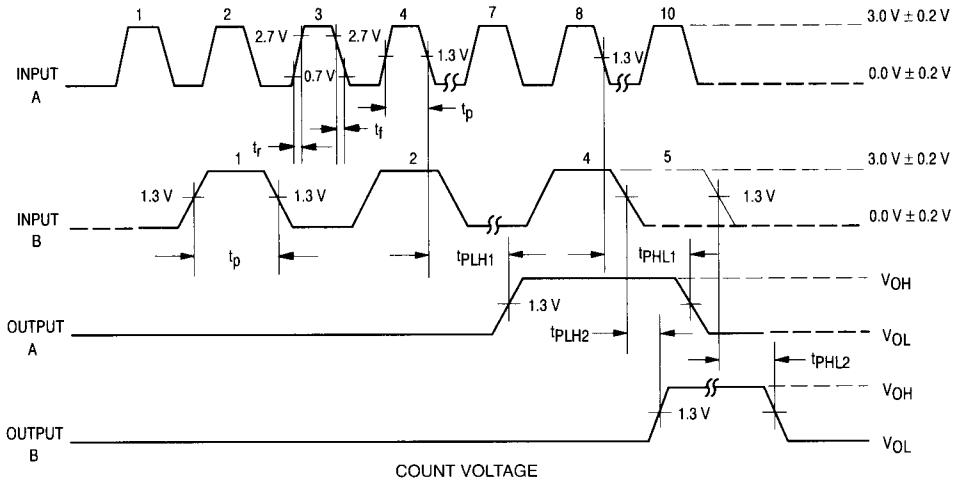 1 2 3 4 7 8 10 3.0 V ± 0.2 V
2.7 V 2.7 V 1.3 V 1.3 V
INPUT
A
0.7 V 0.0 V ± 0.2 V
tp
tr tf
1 2 4 5 3.0 V ± 0.2 V
1.3 V 1.3 V 1.3 V
INPUT
B
0.0 V ± 0.2 V
tp tPLH1 tPHL1
VOH
1.3 V
OUTPUT
A
tPLH2 VOL
tPHL2
VOH
1.3 V
OUTPUT
B
VOL
COUNT VOLTAGE